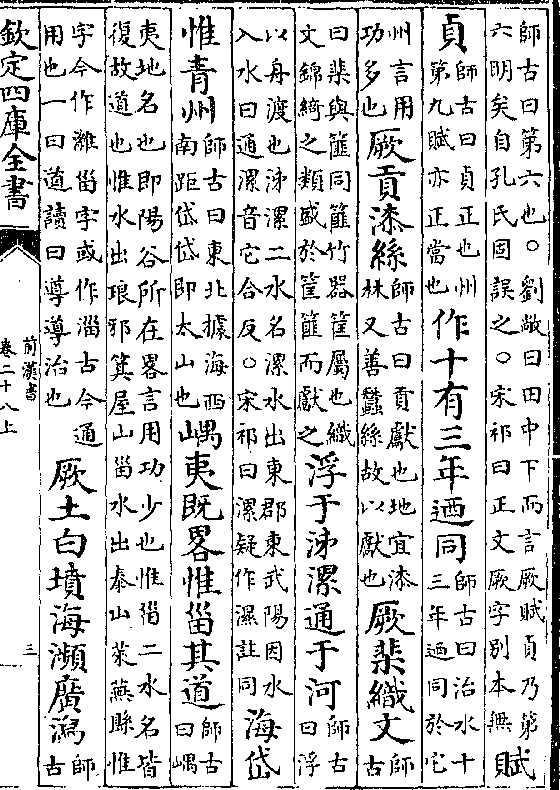 師古曰第六也○劉攽曰田中下而言厥賦貞乃第六明矣自孔氏固誤之○宋祁曰正文厥字别本無賦
貞師古曰貞正也州第九賦亦正當也作十有三年迺同師古曰治水十三年迺同於它
州言用功多也厥貢漆絲師古曰貢獻也地宜漆林又善蠶絲故以獻也厥棐織文師古
曰棐與篚同篚竹器筐屬也織文錦綺之類盛於筐篚而獻之浮于泲漯通于河師古曰浮
以舟渡也泲漯二水名漯水出東郡東武陽因水入水曰通漯音它合反○宋祁曰漯疑作濕註同海岱
惟青州師古曰東北據海西南距岱岱即太山也嵎夷既畧惟甾其道師古曰嵎
夷地名也即陽谷所在畧言用功少也惟甾二水名皆復故道也惟水出琅邪箕屋山甾水出泰山萊蕪縣惟
字今作濰甾字或作淄古今通用也一曰道讀曰導導治也厥土白墳海瀕廣潟師古
欽定四庫全書
前漢書
卷二十八上
三